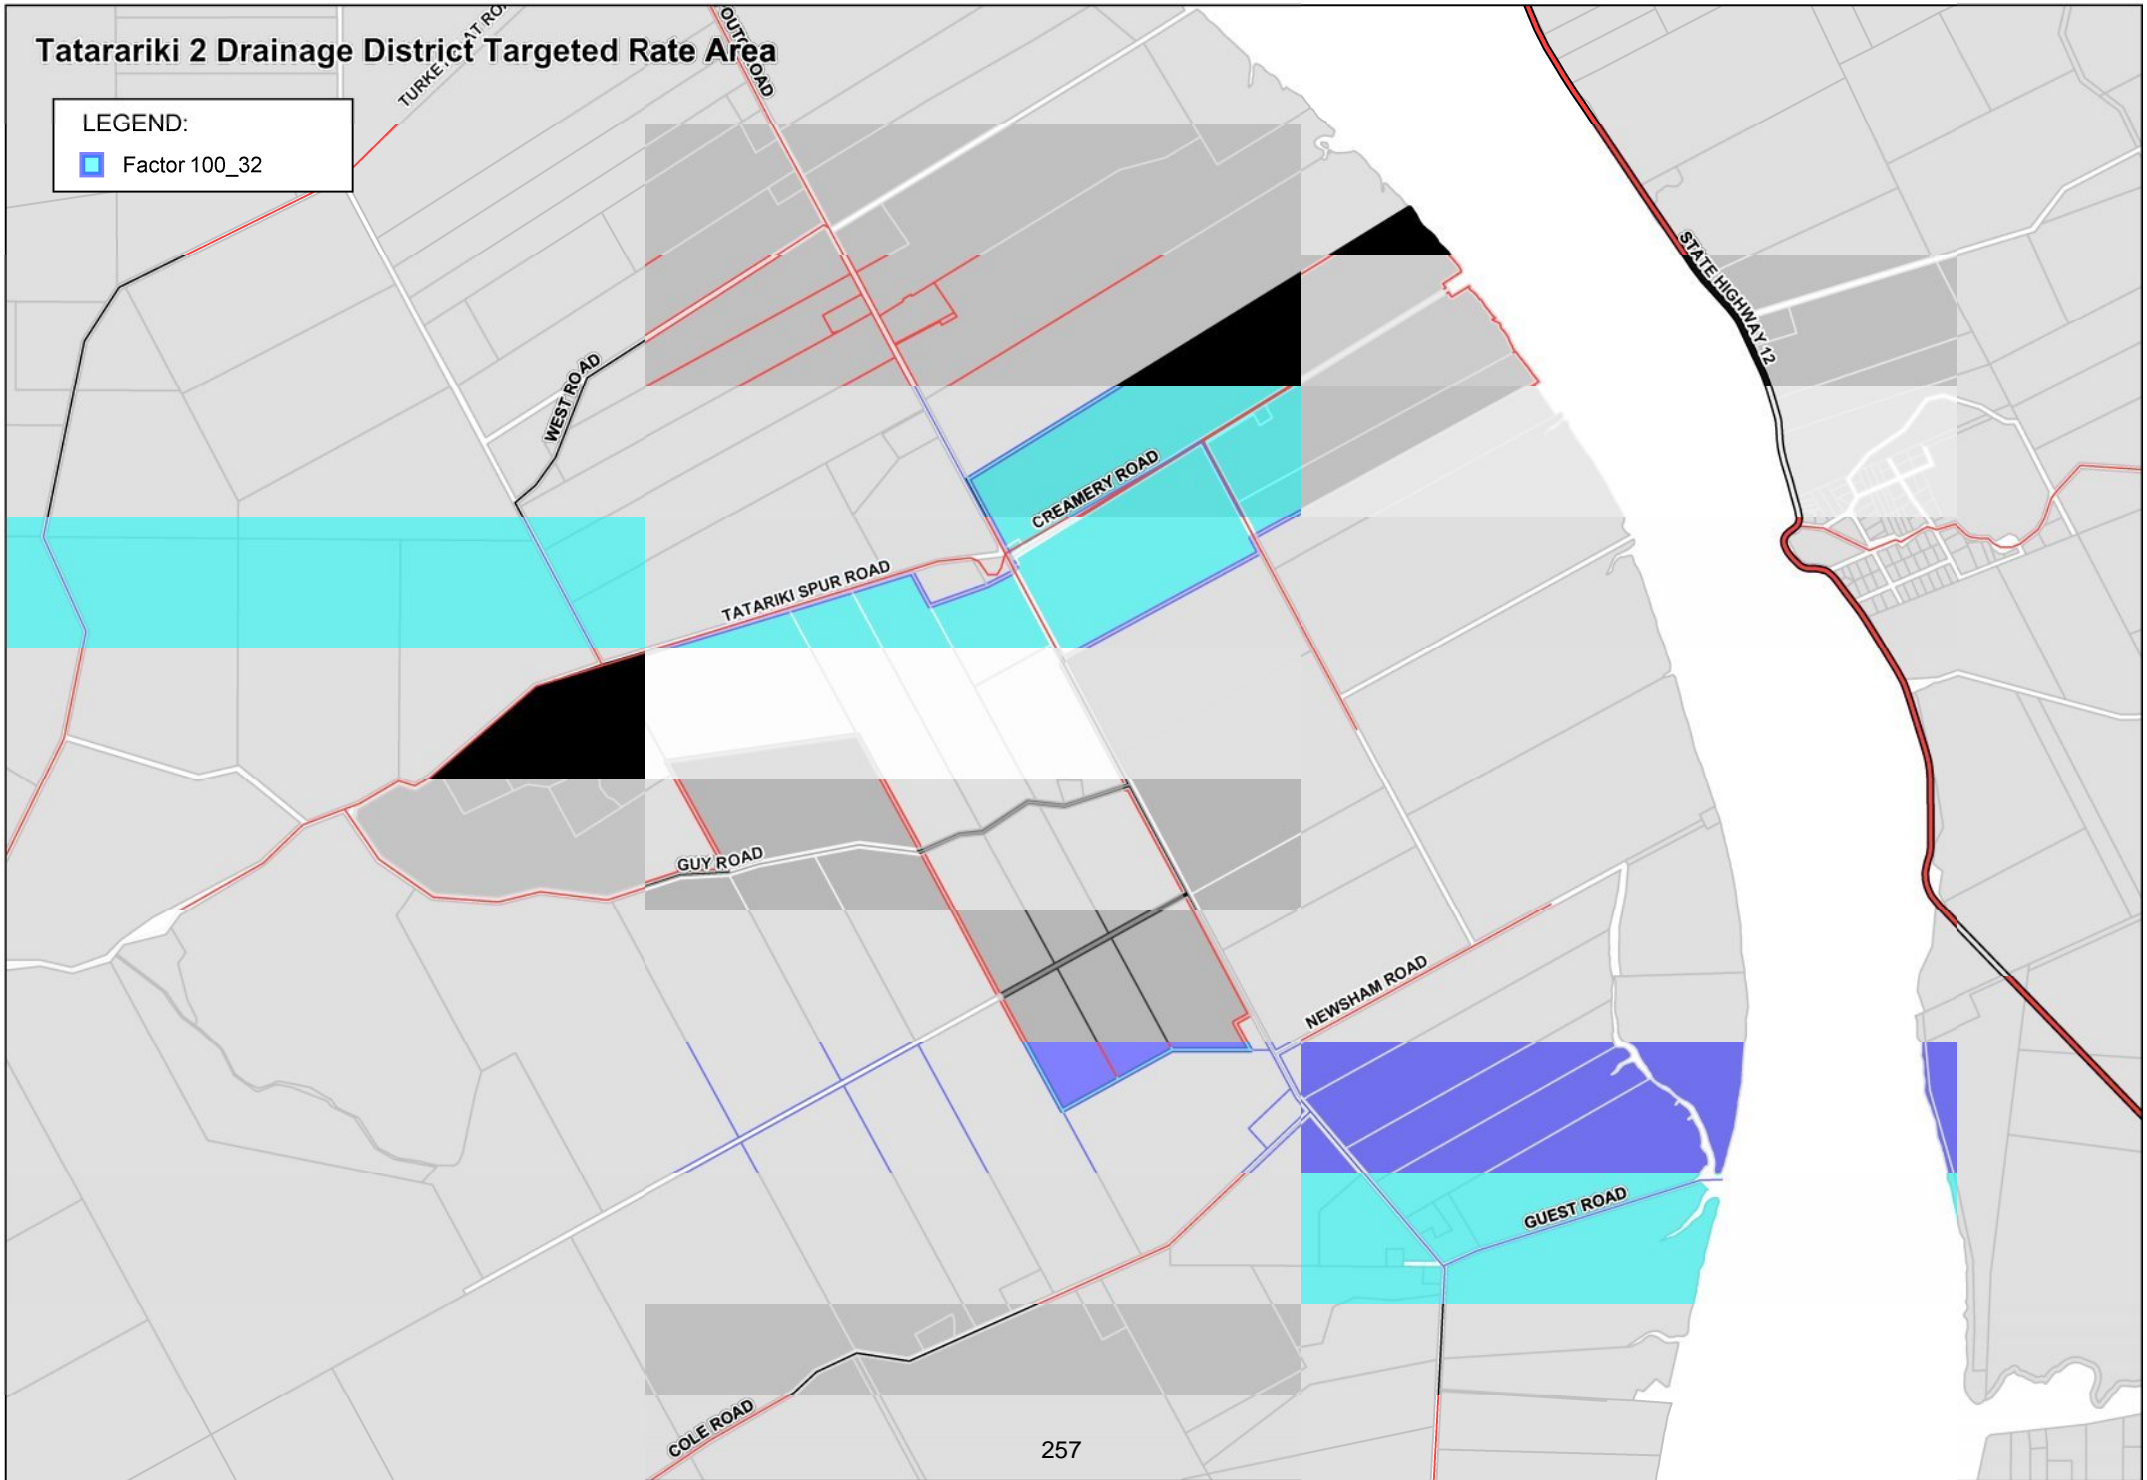 Tatarariki 2 Drainage District Targeted Rate Area
LEGEND:
Factor 100_32
STATE HIGHWAY 12
WEST ROAD
CREAMERY ROAD
TATARIKI SPUR ROAD
GUY ROAD
NEWSHAM ROAD
GUEST ROAD
COLE ROAD
257